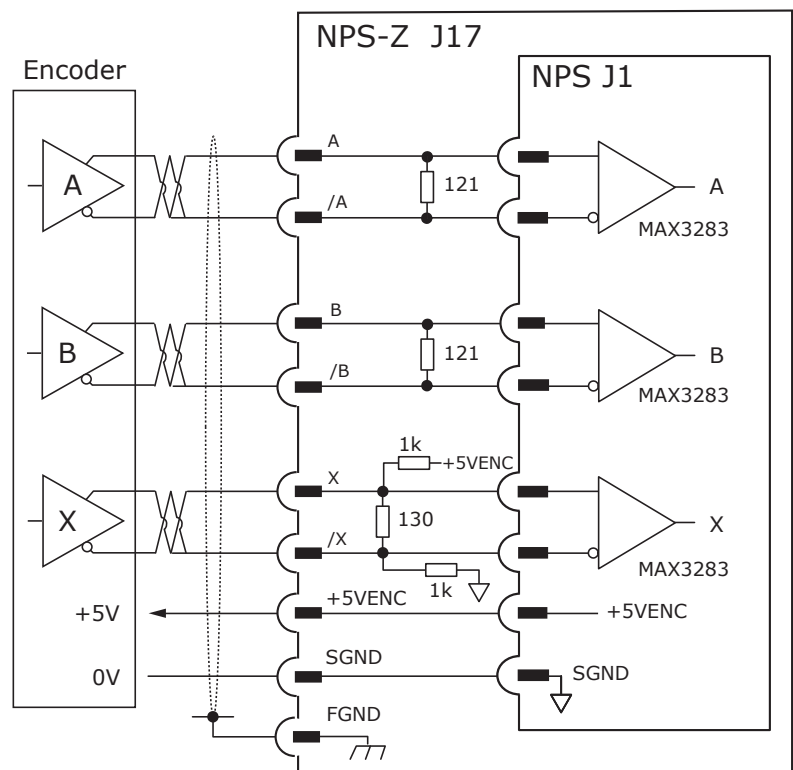 NPS-Z J17
Encoder
NPS J1
A
A
/A
121
A
MAX3283
B
B
/B
121
B
MAX3283
1k
+5VENC
X
X
/X
130
1k
X
MAX3283
+5V
+5VENC
+5VENC
0V
SGND
SGND
FGND